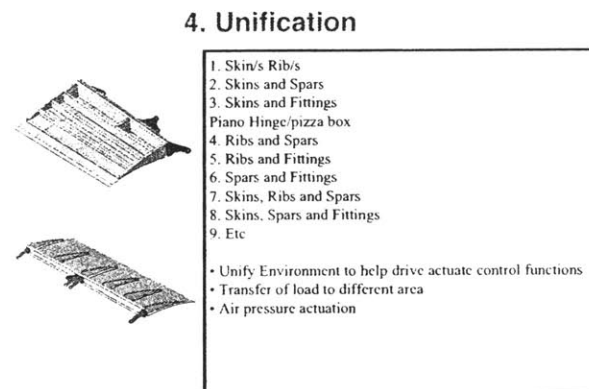 4. Unification
1. Skin/s Rib/s
2. Skins and Spars
3. Skins and Fittings
Piano Hinge/pizza box
4. Ribs and Spars
5. Ribs and Fittings
6. Spars and Fittings
7. Skins, Ribs and Spars
8. Skins, Spars and Fittings
9. Etc
• Unify Environment to help drive actuate control functions
• Transfer of load to different area
• Air pressure actuation